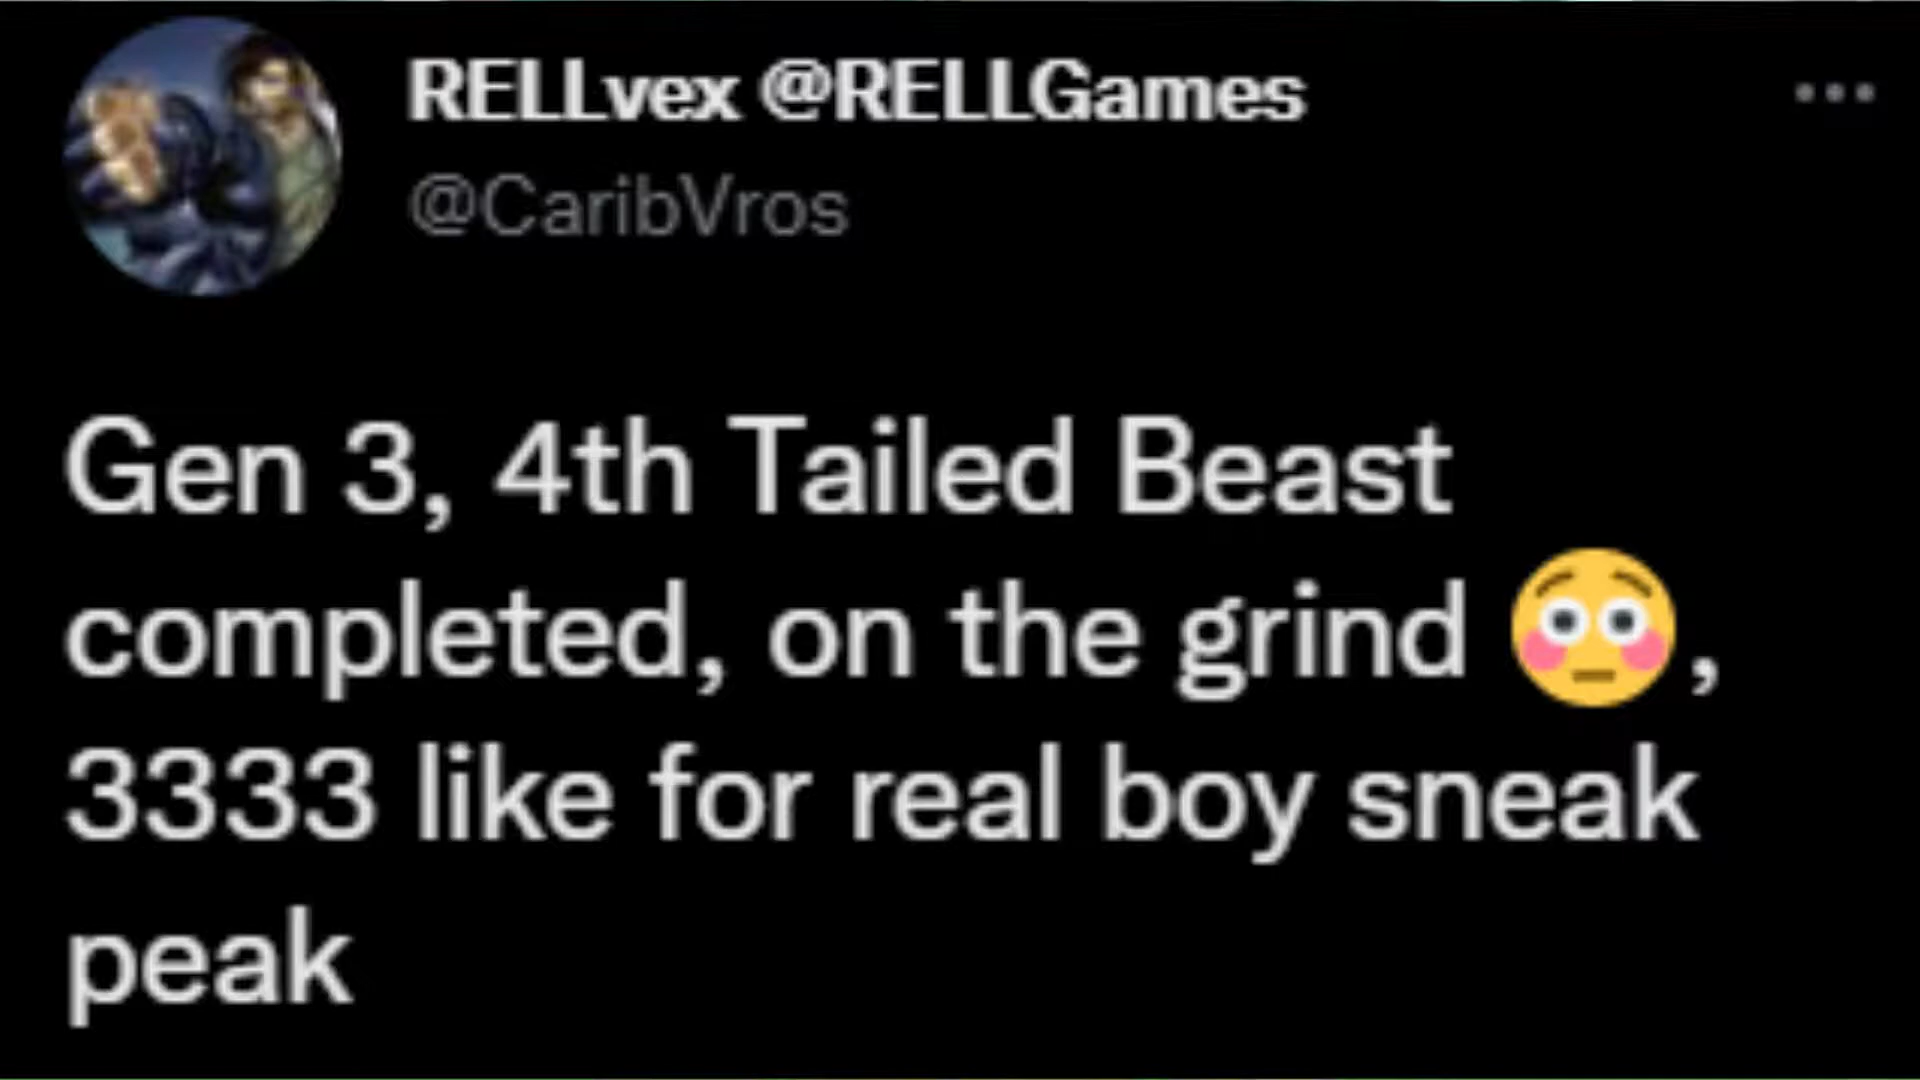 RELLvex @RELLGames
@CaribVros
Gen 3, 4th Tailed Beast
completed, on the grind 😳,
3333 like for real boy sneak
peak